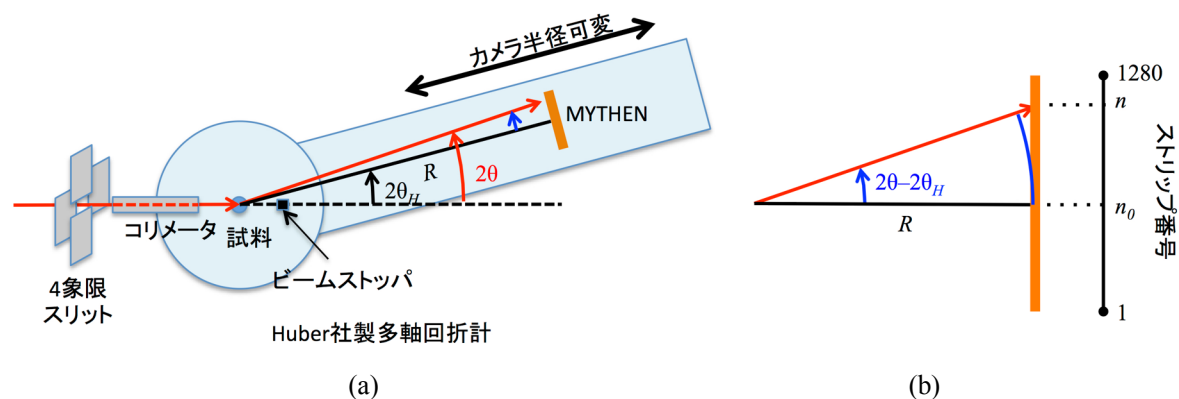 カメラ半径可変
MYTHEN
R
2θ
2θH
コリメータ
試料
ビームストッパ
4象限
スリット
Huber社製多軸回折計
(a)
1280
n
2θ–2θH
n0
R
1
ストリップ番号
(b)